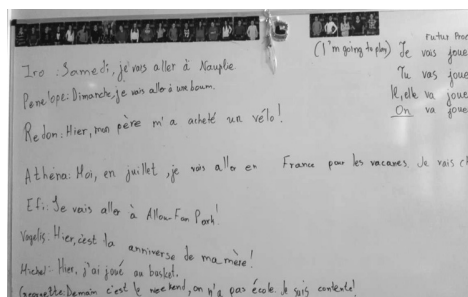 Futur Proc
(I'm going to play) Je vais joue
Tu vas joue
Il, elle va joue
On va joue
Iro: Samedi, je vais aller à Nauplie.
Penelope: Dimanche, je vais aller à une boum.
Redon: Hier, mon père m'a acheté un vélo!
Athéna: Moi, en juillet, je vais aller en France pour les vacances. Je vais
Efi: Je vais aller à Allou-Fan Park!
Vagelis: Hier, c'est la anniverse de ma mère!
Michel: Hier, j'ai joué au basket.
Georgette: Demain c'est le weekend, on n'a pas école. Je suis contente!